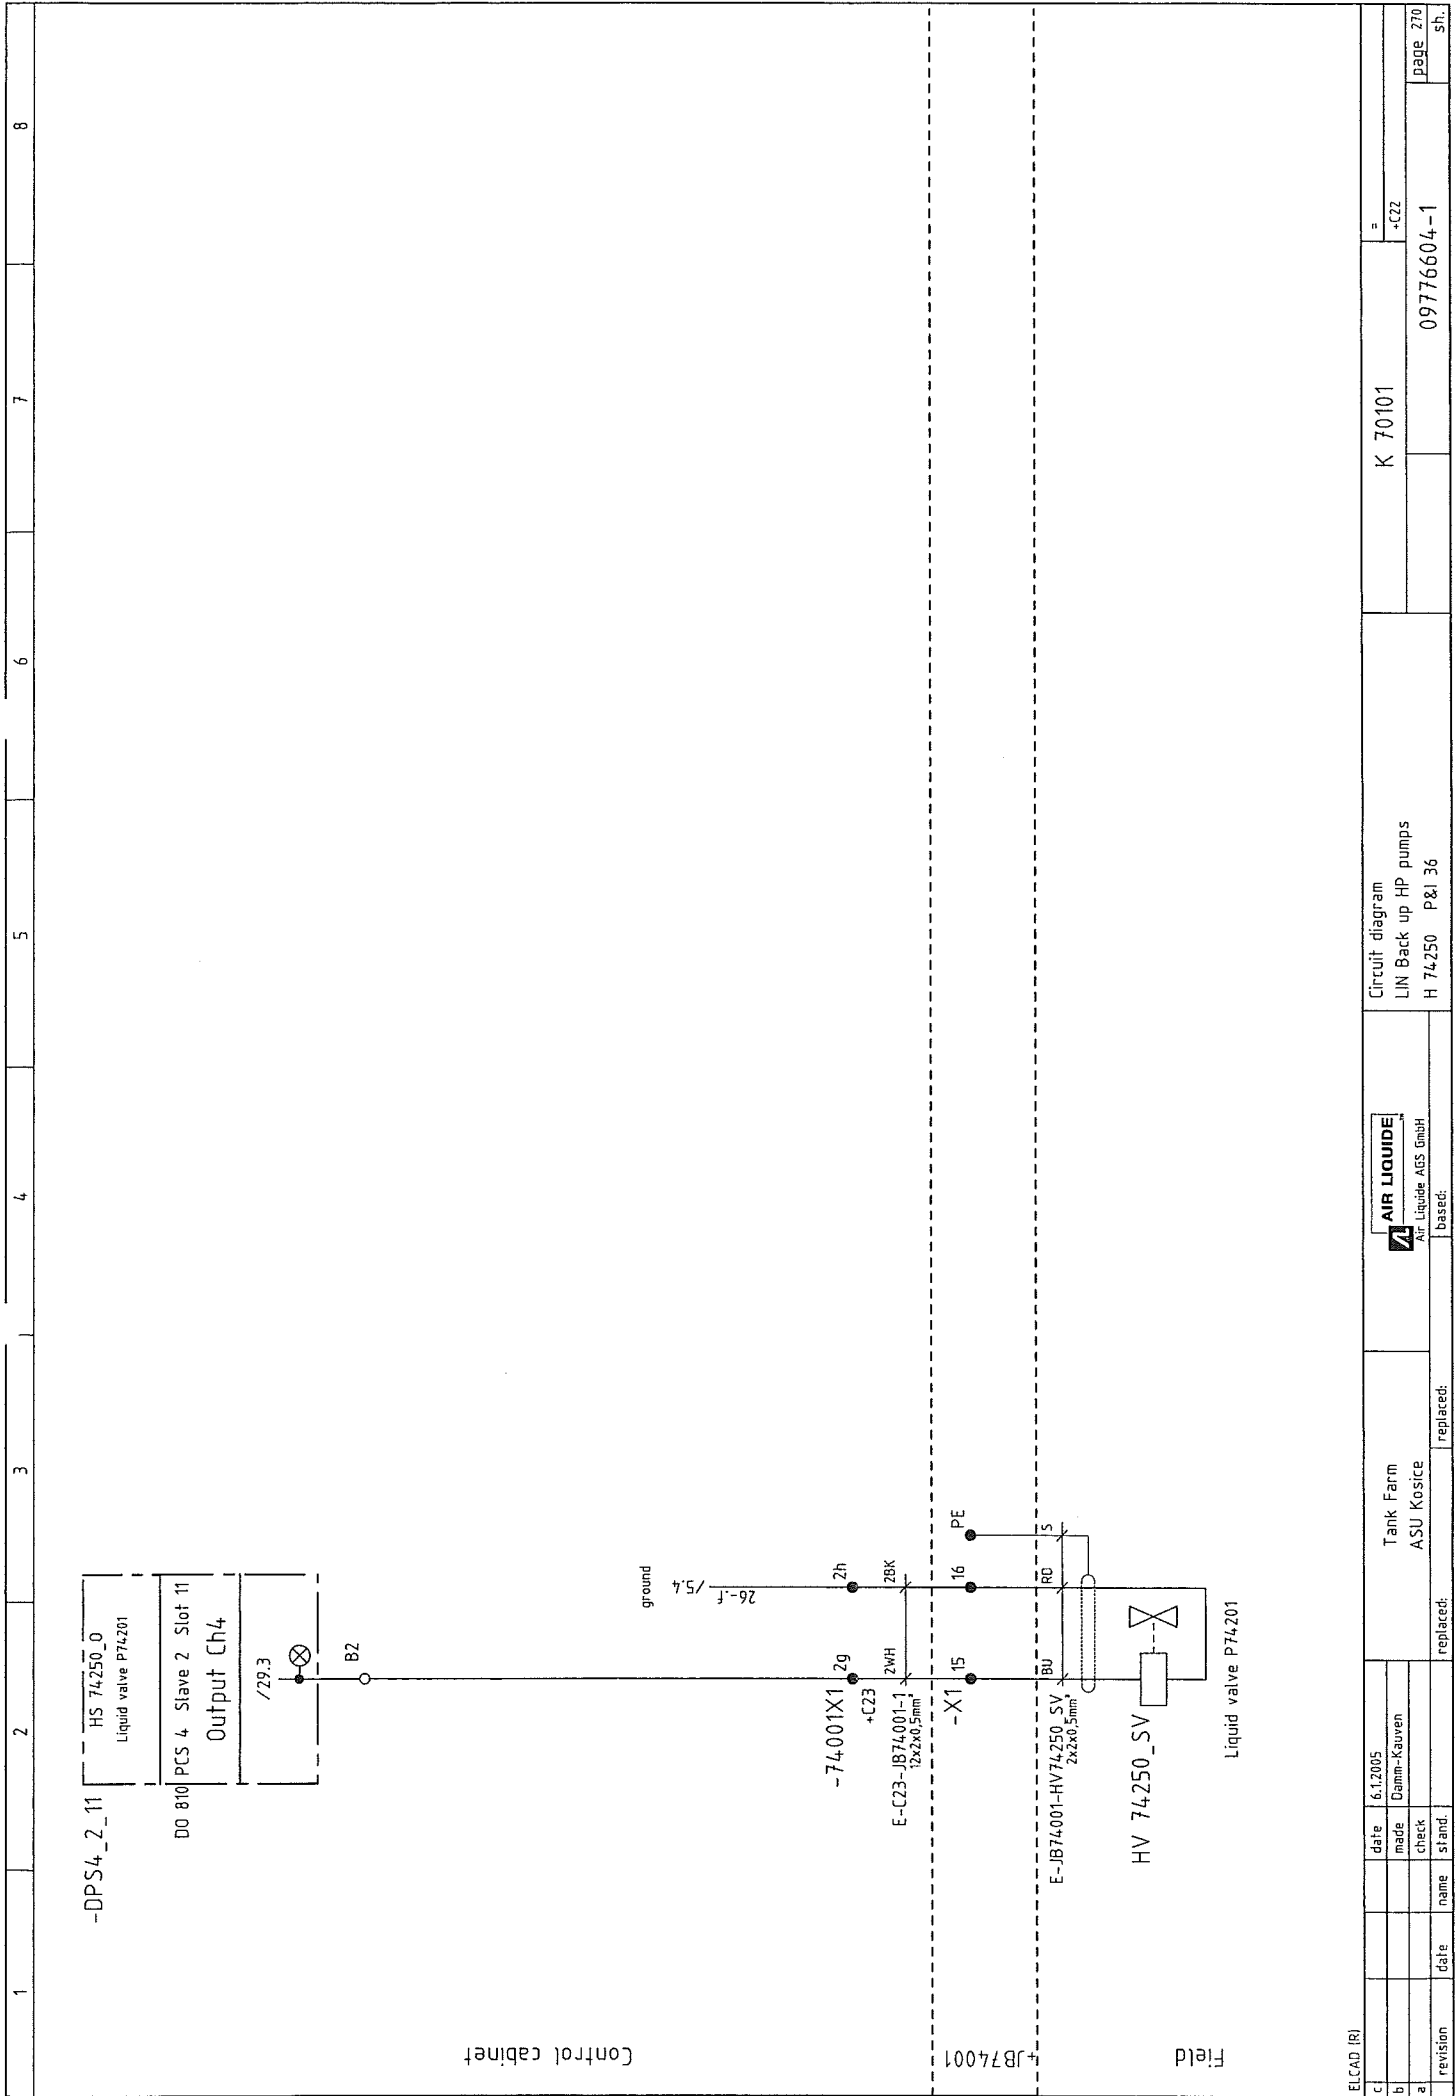 1 2 3 4 5 6 7 8
-DPS4_2_11
HS 74250_O
Liquid valve P74201
DO 810 PCS 4 Slave 2 Slot 11
Output Ch4
/29.3
B2
ground
/5.4
26-.f
-74001X1 2g 2h
+C23
2WH 2BK
E-C23-JB74001-1
12x2x0,5mm²
-X1 15 16 PE
BU RD S
E-JB74001-HV74250_SV
2x2x0,5mm²
HV 74250_SV
Liquid valve P74201
Control cabinet
+JB74001
Field
ELCAD (R)
c
b
a
revision date name stand.
date 6.1.2005
made Damm-Kauven
check
Tank Farm
ASU Kosice
replaced: replaced: based:
AIR LIQUIDE
Air Liquide AGS GmbH
Circuit diagram
LIN Back up HP pumps
H 74250 P&I 36
K 70101
=
+C22
09776604-1
page 270
sh.